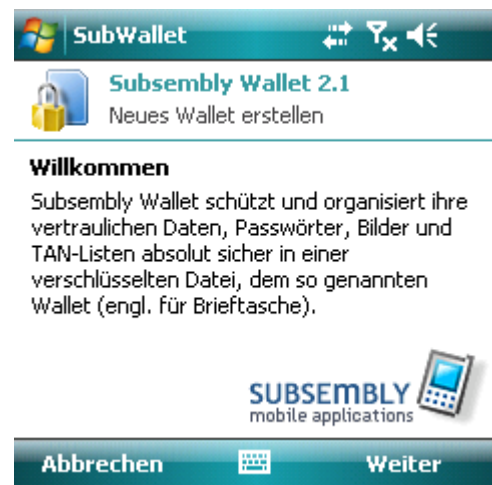 SubWallet
Subsembly Wallet 2.1
Neues Wallet erstellen
Willkommen
Subsembly Wallet schützt und organisiert ihre
vertraulichen Daten, Passwörter, Bilder und
TAN-Listen absolut sicher in einer
verschlüsselten Datei, dem so genannten
Wallet (engl. für Brieftasche).
SUBSEMBLY
mobile applications
Abbrechen Weiter